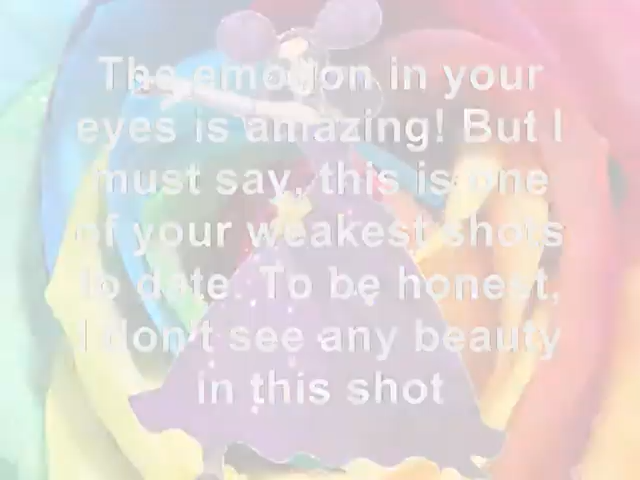 The emotion in your
eyes is amazing! But I
must say, this is one
of your weakest shots
to date. To be honest,
I don't see any beauty
in this shot